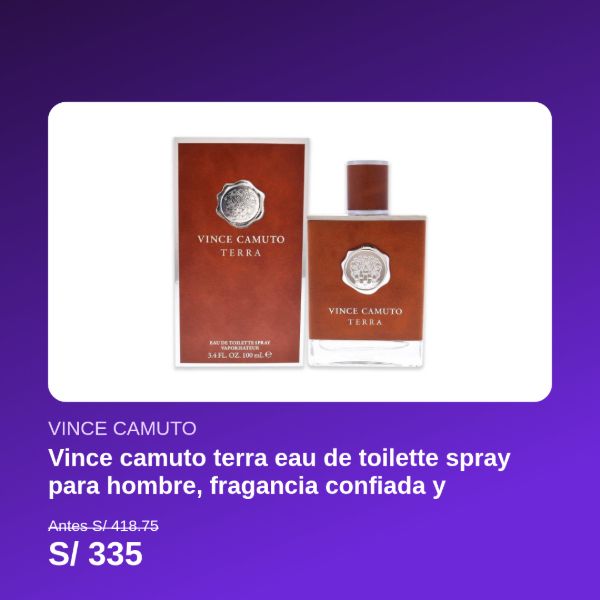 VINCE CAMUTO
TERRA
EAU DE TOILETTE SPRAY
VAPORISATEUR
3.4 FL. OZ. 100 mL ℮
VINCE CAMUTO
TERRA
VINCE CAMUTO
Vince camuto terra eau de toilette spray
para hombre, fragancia confiada y
Antes S/ 418.75
S/ 335